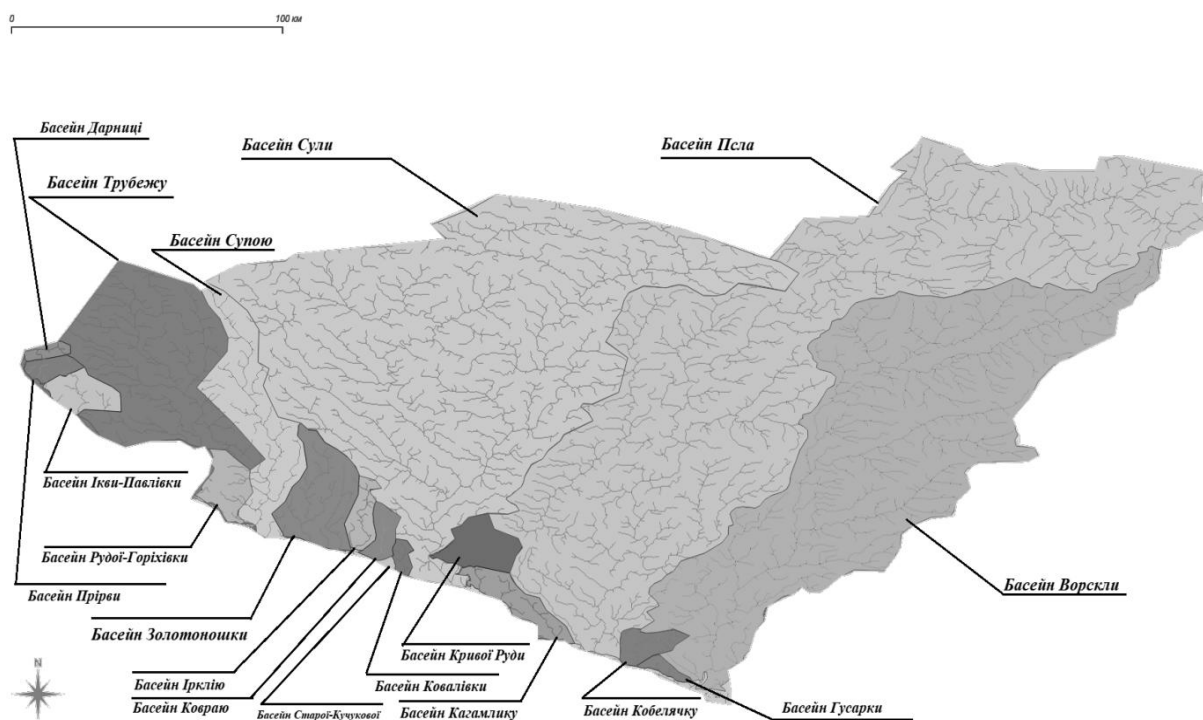 0
100 км
Басейн Дарниці
Басейн Сули
Басейн Псла
Басейн Трубежу
Басейн Супою
Басейн Ікви-Павлівки
Басейн Рудої-Горіхівки
Басейн Ворскли
Басейн Прірви
Басейн Золотоношки
Басейн Кривої Руди
Басейн Іркліїю
Басейн Ковалівки
Басейн Ковраю
Басейн Старої-Кучукової
Басейн Кагамлику
Басейн Кобелячку
Басейн Гусарки
N